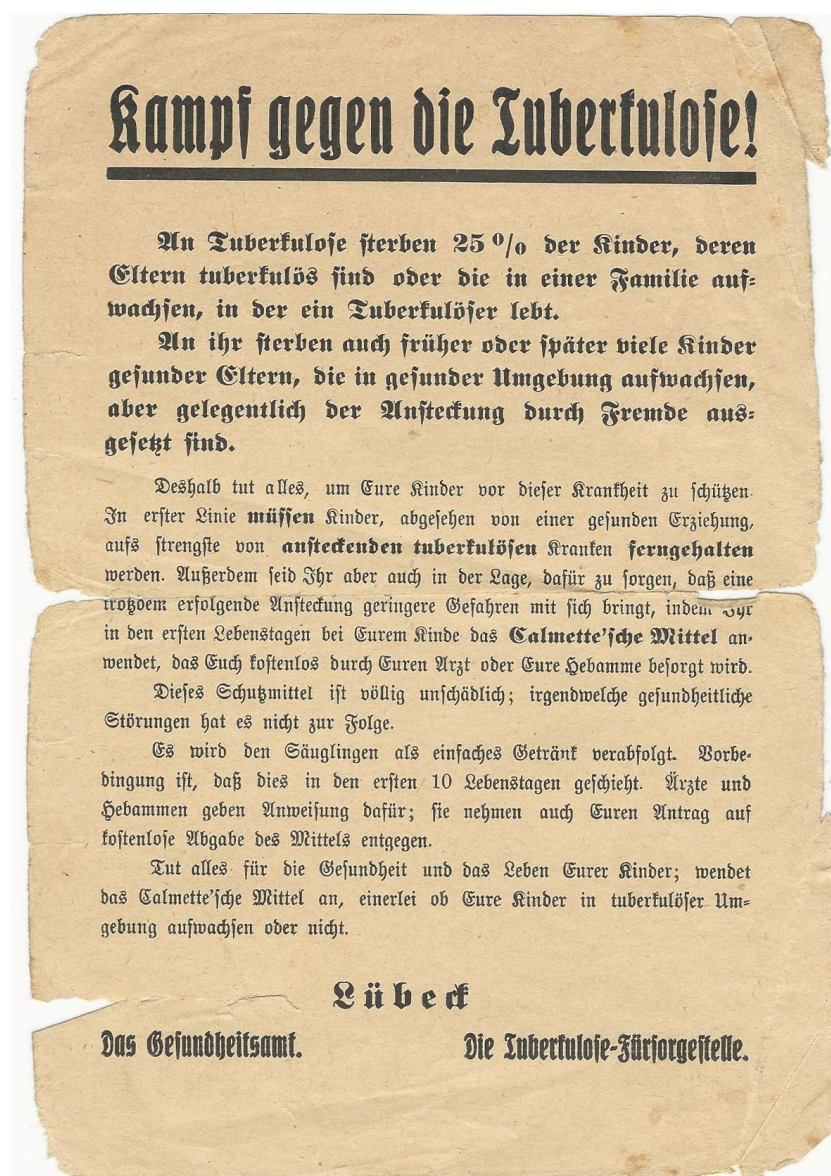 Kampf gegen die Tuberkulose!
An Tuberkulose sterben 25 % der Kinder, deren
Eltern tuberkulös sind oder die in einer Familie auf-
wachsen, in der ein Tuberkulöser lebt.
An ihr sterben auch früher oder später viele Kinder
gesunder Eltern, die in gesunder Umgebung aufwachsen,
aber gelegentlich der Ansteckung durch Fremde aus-
gesetzt sind.
Deshalb tut alles, um Eure Kinder vor dieser Krankheit zu schützen.
In erster Linie müssen Kinder, abgesehen von einer gesunden Erziehung,
aufs strengste von ansteckenden tuberkulösen Kranken ferngehalten
werden. Außerdem seid Ihr aber auch in der Lage, dafür zu sorgen, daß eine
trotzdem erfolgende Ansteckung geringere Gefahren mit sich bringt, indem Ihr
in den ersten Lebenstagen bei Eurem Kinde das Calmette'sche Mittel an-
wendet, das Euch kostenlos durch Euren Arzt oder Eure Hebamme besorgt wird.
Dieses Schutzmittel ist völlig unschädlich; irgendwelche gesundheitliche
Störungen hat es nicht zur Folge.
Es wird den Säuglingen als einfaches Getränk verabfolgt. Vorbe-
dingung ist, daß dies in den ersten 10 Lebenstagen geschieht. Ärzte und
Hebammen geben Anweisung dafür; sie nehmen auch Euren Antrag auf
kostenlose Abgabe des Mittels entgegen.
Tut alles für die Gesundheit und das Leben Eurer Kinder; wendet
das Calmette'sche Mittel an, einerlei ob Eure Kinder in tuberkulöser Um-
gebung aufwachsen oder nicht.
Lübeck
Das Gesundheitsamt. Die Tuberkulose-Fürsorgestelle.